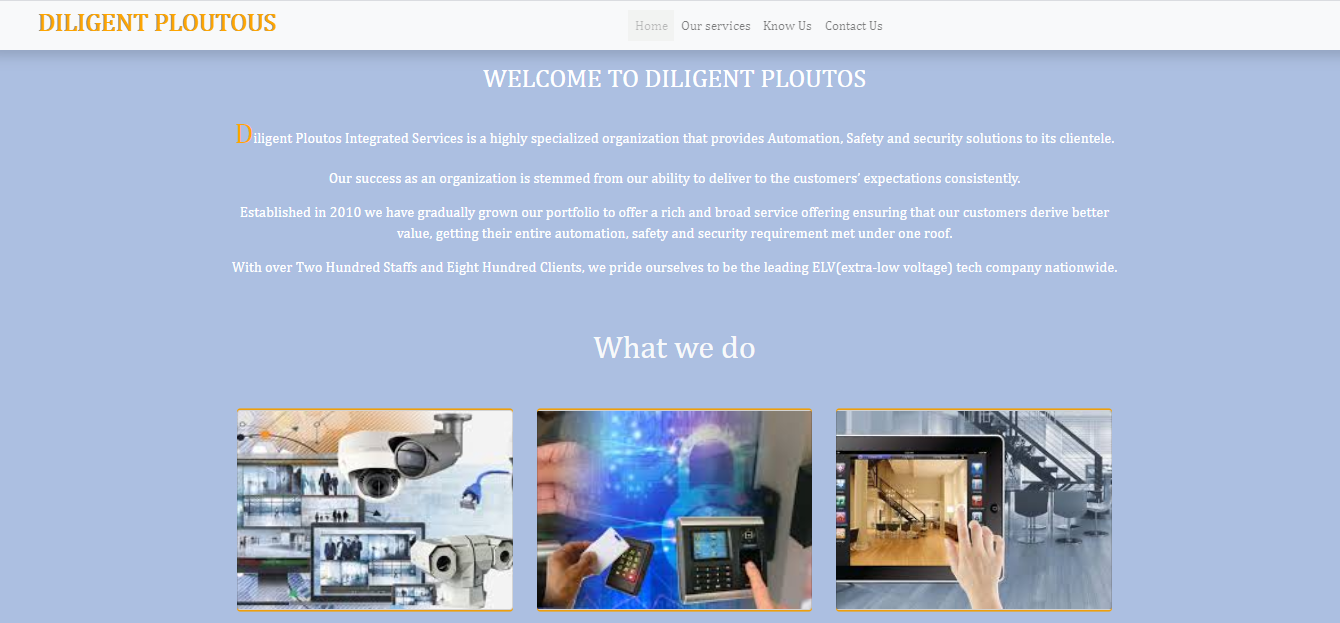 DILIGENT PLOUTOUS
Home Our services Know Us Contact Us
WELCOME TO DILIGENT PLOUTOS
Diligent Ploutos Integrated Services is a highly specialized organization that provides Automation, Safety and security solutions to its clientele.
Our success as an organization is stemmed from our ability to deliver to the customers' expectations consistently.
Established in 2010 we have gradually grown our portfolio to offer a rich and broad service offering ensuring that our customers derive better
value, getting their entire automation, safety and security requirement met under one roof.
With over Two Hundred Staffs and Eight Hundred Clients, we pride ourselves to be the leading ELV(extra-low voltage) tech company nationwide.
What we do